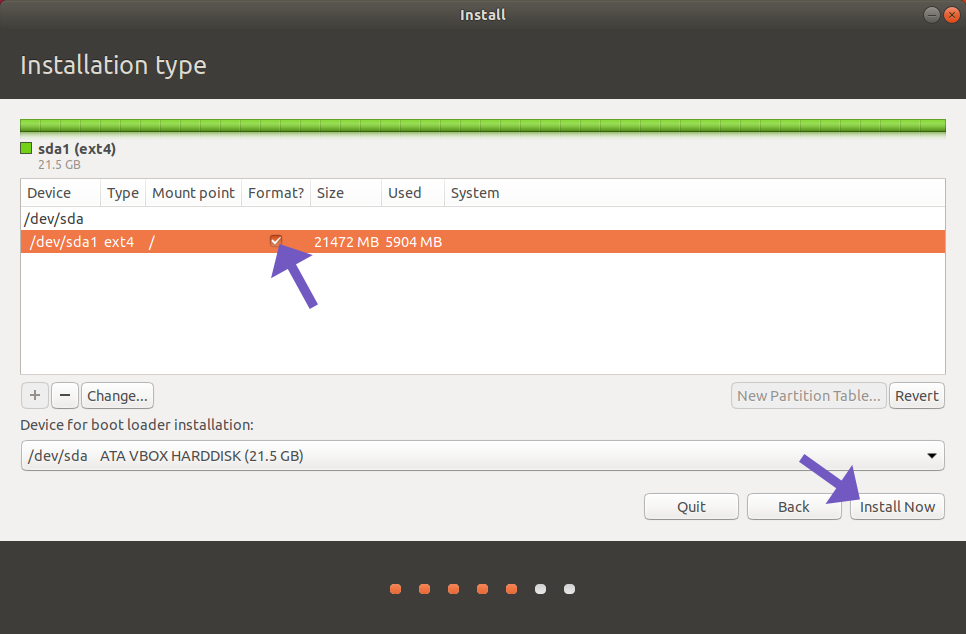 Install
Installation type
sda1 (ext4)
21.5 GB
Device Type Mount point Format? Size Used System
/dev/sda
/dev/sda1 ext4 / 21472 MB 5904 MB
+ − Change... New Partition Table... Revert
Device for boot loader installation:
/dev/sda ATA VBOX HARDDISK (21.5 GB)
Quit Back Install Now